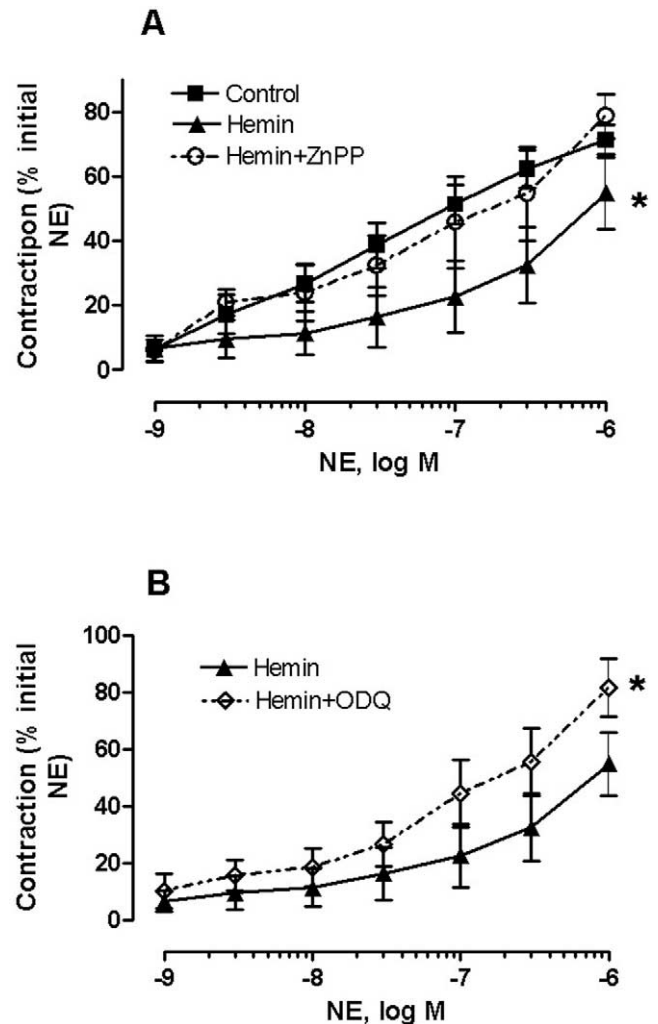 A
Contractipon (% initial
NE)
Control
Hemin
Hemin+ZnPP
80
60
40
20
0
*
-9
-8
-7
-6
NE, log M
B
Contraction (% initial
NE)
Hemin
Hemin+ODQ
100
80
60
40
20
0
*
-9
-8
-7
-6
NE, log M